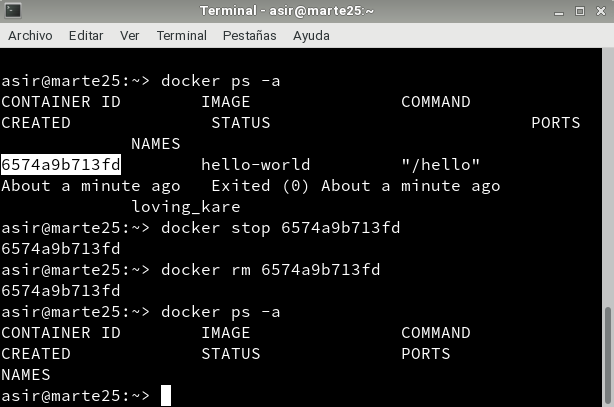 Terminal - asir@marte25:~
Archivo Editar Ver Terminal Pestañas Ayuda
asir@marte25:~> docker ps -a
CONTAINER ID        IMAGE               COMMAND
CREATED              STATUS                          PORTS
             NAMES
6574a9b713fd        hello-world         "/hello"
About a minute ago   Exited (0) About a minute ago
             loving_kare
asir@marte25:~> docker stop 6574a9b713fd
6574a9b713fd
asir@marte25:~> docker rm 6574a9b713fd
6574a9b713fd
asir@marte25:~> docker ps -a
CONTAINER ID        IMAGE               COMMAND
CREATED             STATUS              PORTS
NAMES
asir@marte25:~>